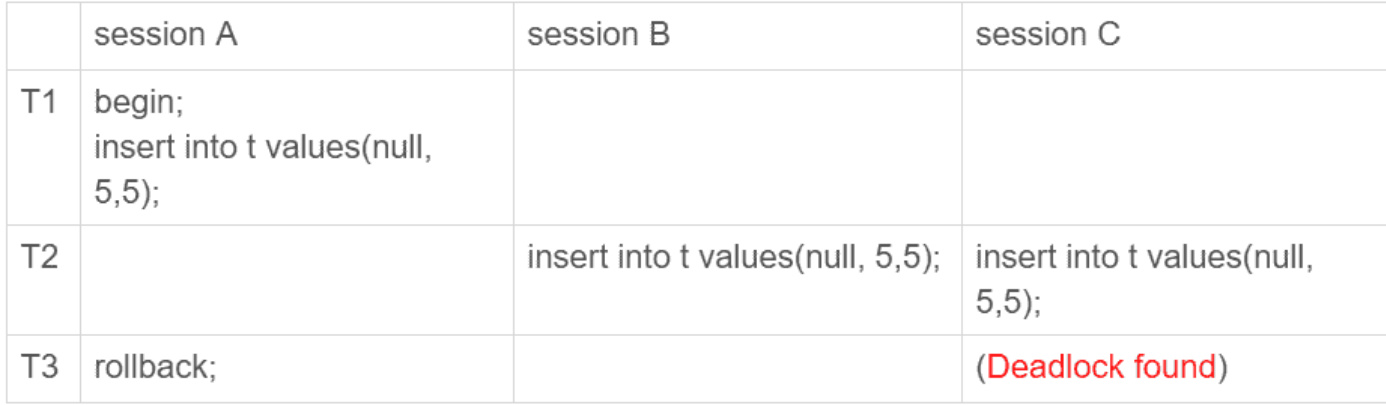 session A
session B
session C
T1
begin;
insert into t values(null,
5,5);
T2
insert into t values(null, 5,5);
insert into t values(null,
5,5);
T3
rollback;
(Deadlock found)